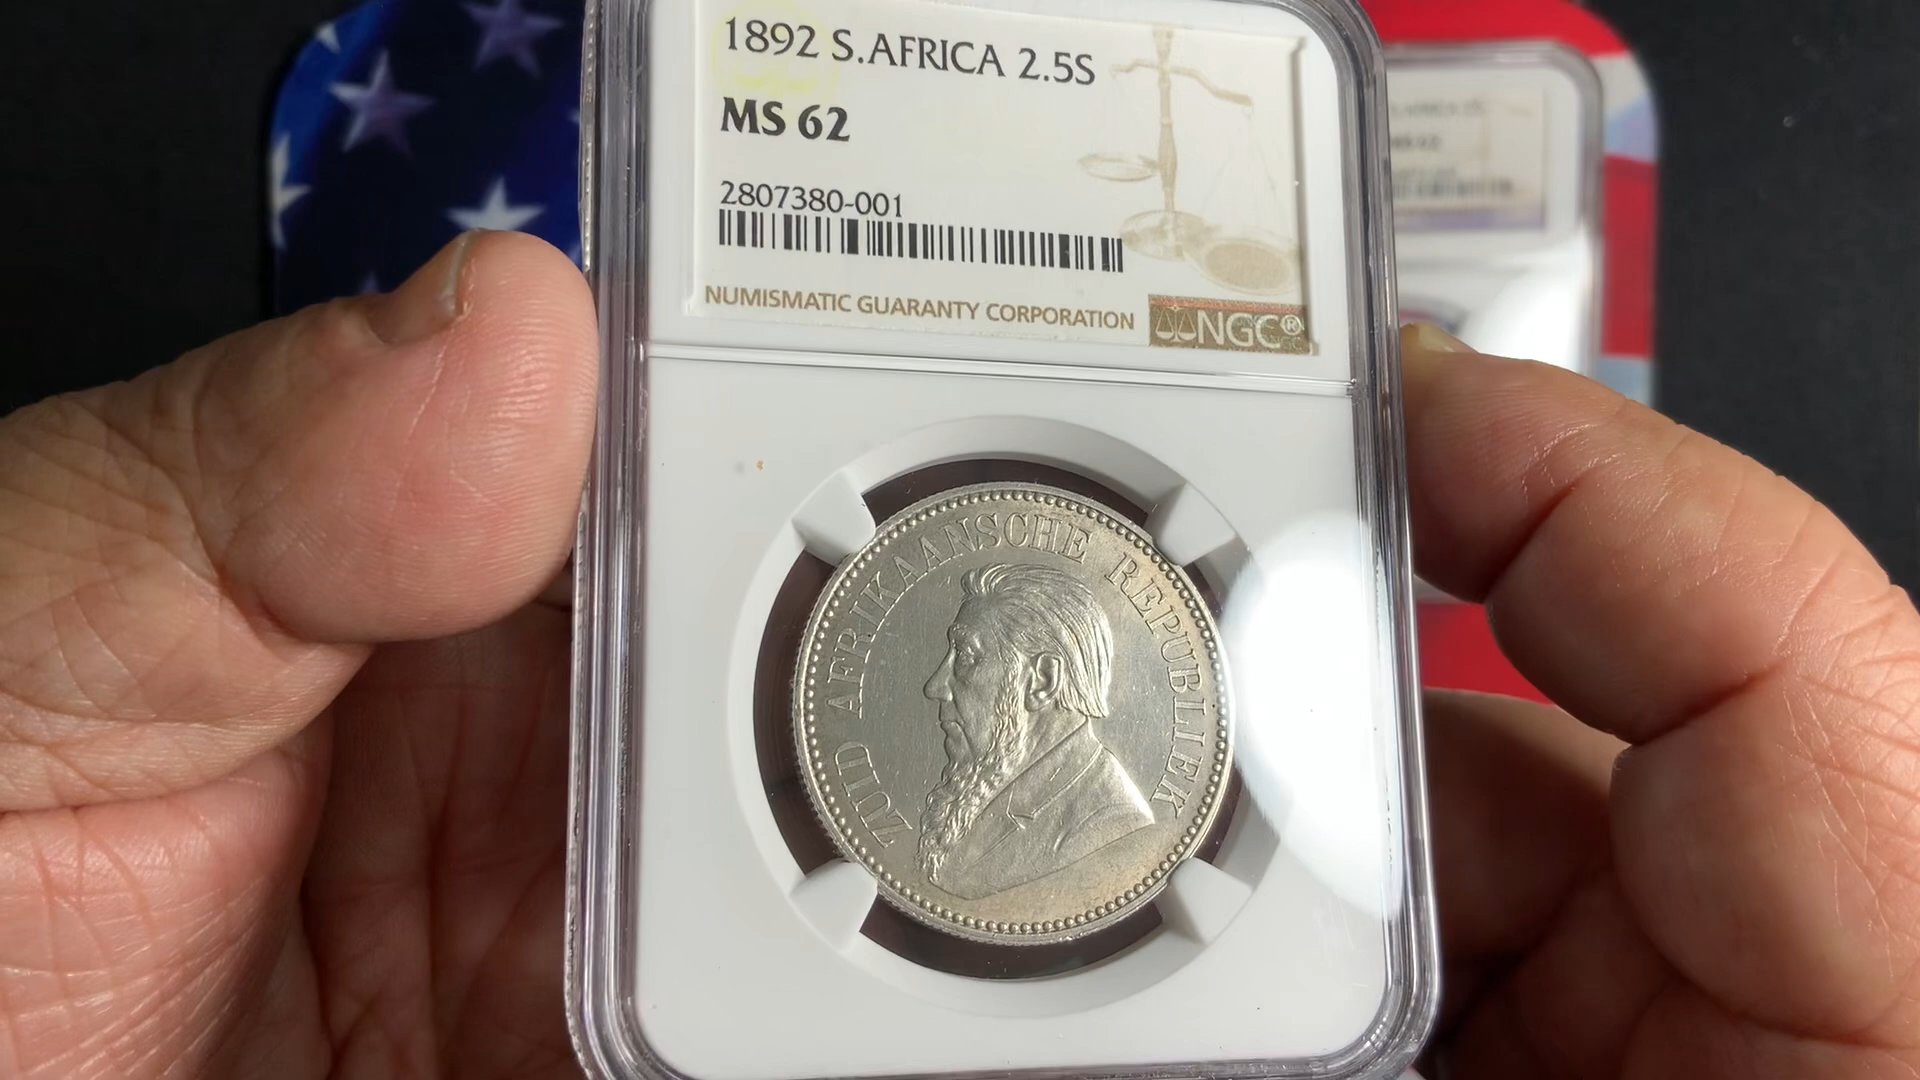 1892 S.AFRICA 2.5S
MS 62
2807380-001
NUMISMATIC GUARANTY CORPORATION
NGC®
ZUID AFRIKAANSCHE REPUBLIEK